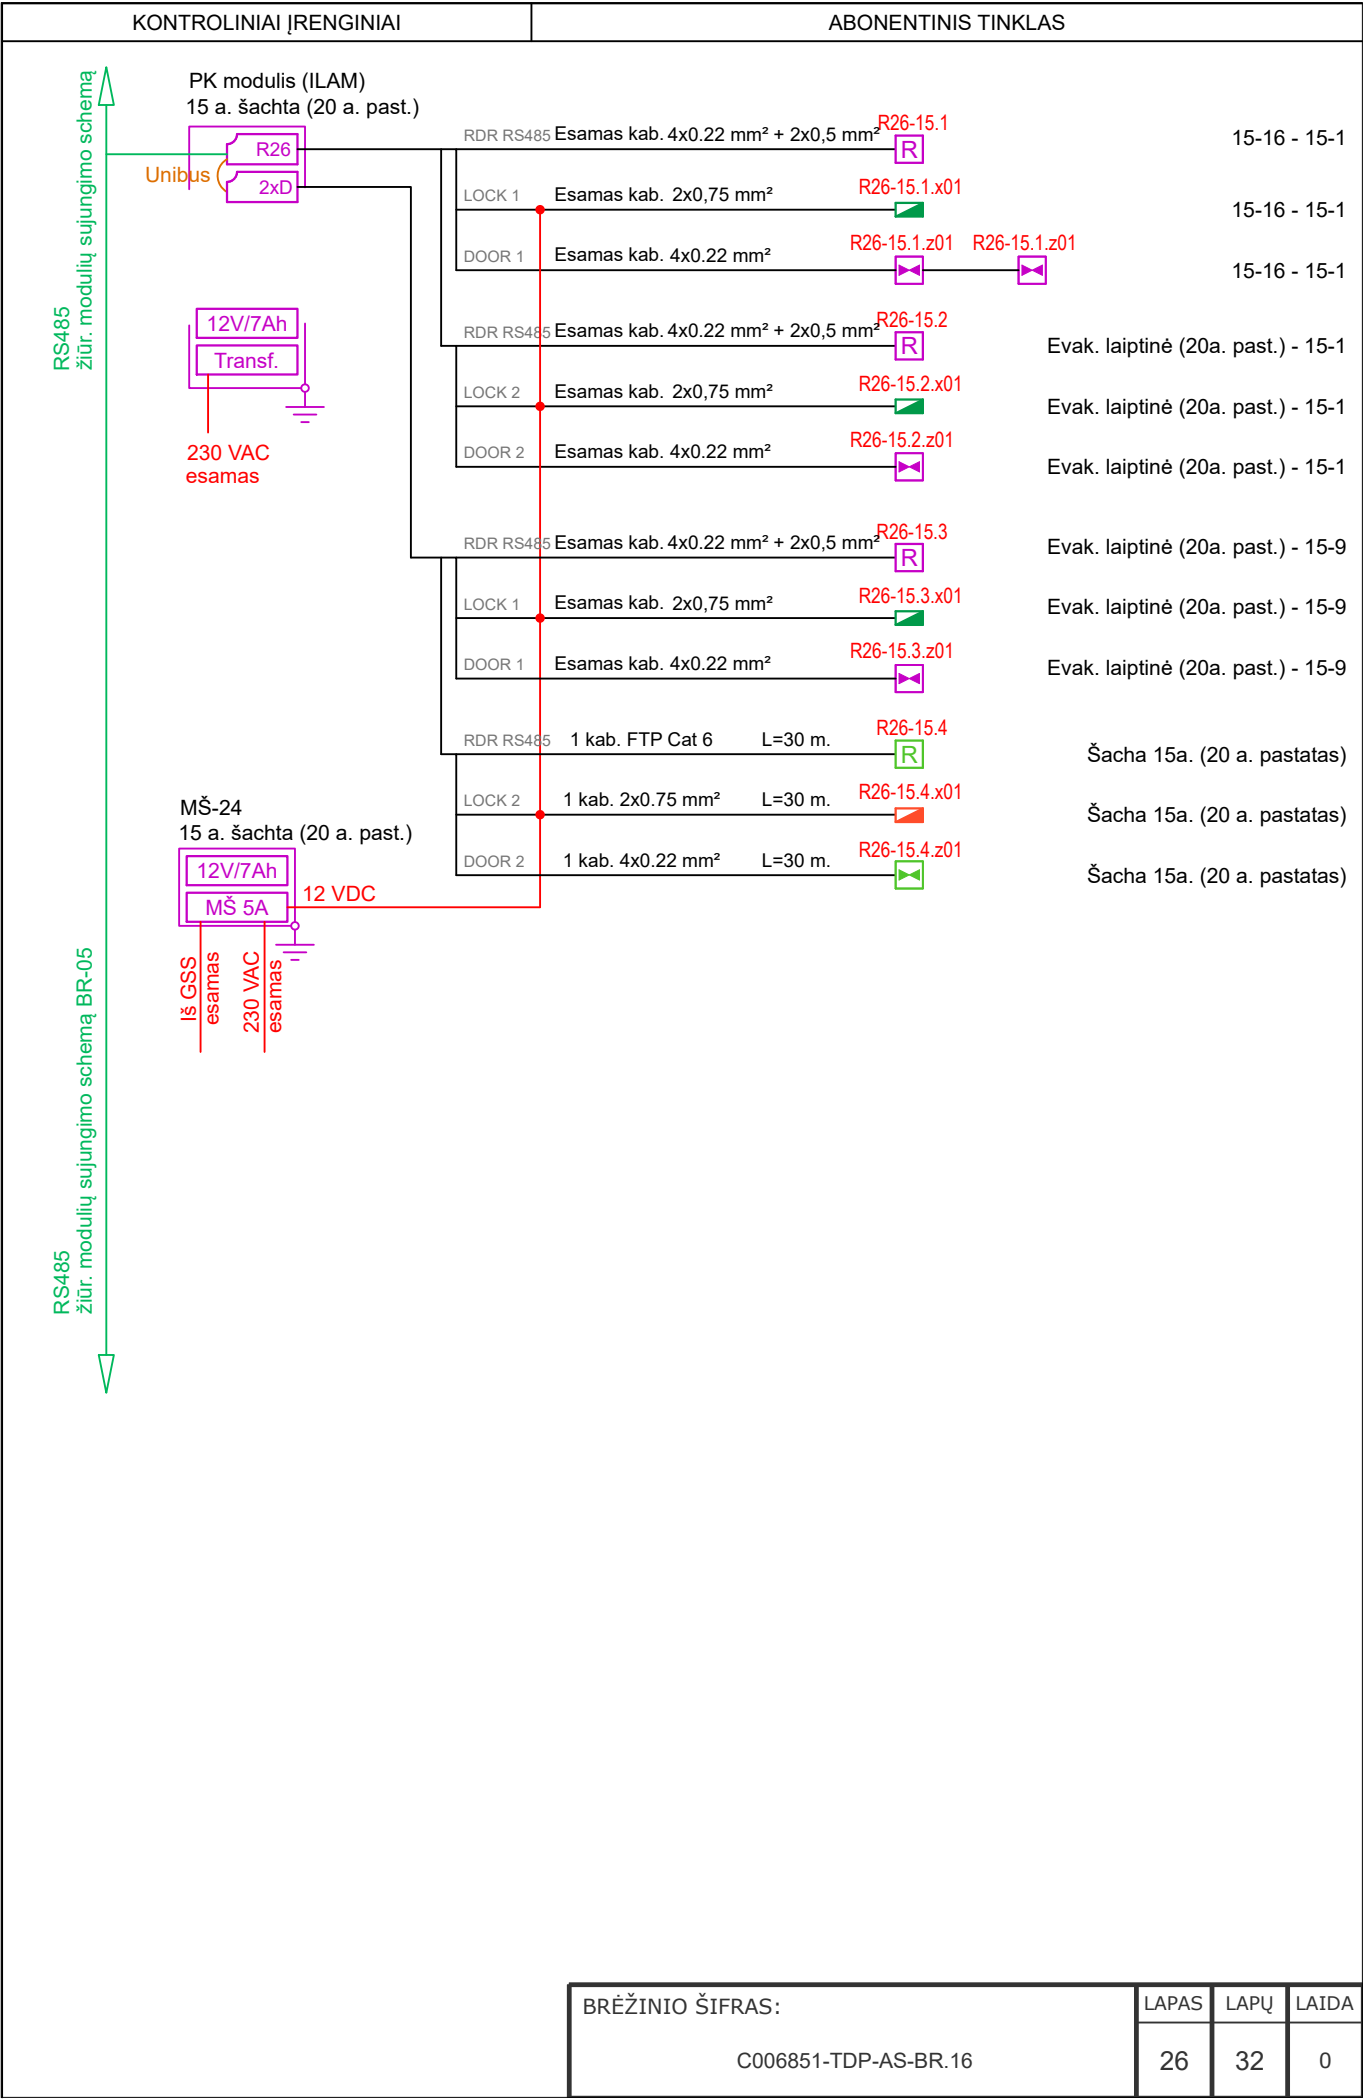 KONTROLINIAI ĮRENGINIAI
ABONENTINIS TINKLAS
RS485
žiūr. modulių sujungimo schemą
PK modulis (ILAM)
15 a. šachta (20 a. past.)
R26
Unibus
2xD
12V/7Ah
Transf.
230 VAC
esamas
RDR RS485 Esamas kab. 4x0.22 mm² + 2x0,5 mm² R26-15.1 R 15-16 - 15-1
LOCK 1 Esamas kab. 2x0,75 mm² R26-15.1.x01 15-16 - 15-1
DOOR 1 Esamas kab. 4x0.22 mm² R26-15.1.z01 R26-15.1.z01 15-16 - 15-1
RDR RS485 Esamas kab. 4x0.22 mm² + 2x0,5 mm² R26-15.2 R Evak. laiptinė (20a. past.) - 15-1
LOCK 2 Esamas kab. 2x0,75 mm² R26-15.2.x01 Evak. laiptinė (20a. past.) - 15-1
DOOR 2 Esamas kab. 4x0.22 mm² R26-15.2.z01 Evak. laiptinė (20a. past.) - 15-1
RDR RS485 Esamas kab. 4x0.22 mm² + 2x0,5 mm² R26-15.3 R Evak. laiptinė (20a. past.) - 15-9
LOCK 1 Esamas kab. 2x0,75 mm² R26-15.3.x01 Evak. laiptinė (20a. past.) - 15-9
DOOR 1 Esamas kab. 4x0.22 mm² R26-15.3.z01 Evak. laiptinė (20a. past.) - 15-9
RDR RS485 1 kab. FTP Cat 6 L=30 m. R26-15.4 R Šacha 15a. (20 a. pastatas)
LOCK 2 1 kab. 2x0.75 mm² L=30 m. R26-15.4.x01 Šacha 15a. (20 a. pastatas)
DOOR 2 1 kab. 4x0.22 mm² L=30 m. R26-15.4.z01 Šacha 15a. (20 a. pastatas)
MŠ-24
15 a. šachta (20 a. past.)
12V/7Ah
MŠ 5A
12 VDC
Iš GSS
esamas
230 VAC
esamas
RS485
žiūr. modulių sujungimo schemą BR-05
BRĖŽINIO ŠIFRAS: LAPAS LAPŲ LAIDA
C006851-TDP-AS-BR.16 26 32 0